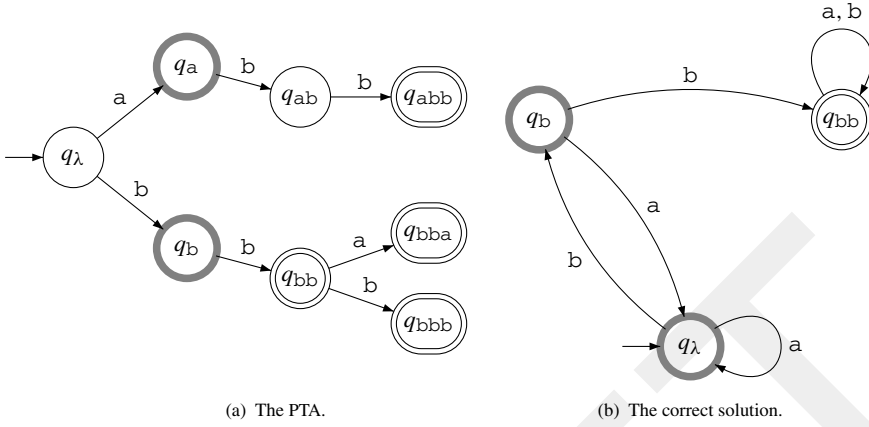 a
b
b
b
b
a
b
q_λ
q_a
q_ab
q_abb
q_b
q_bb
q_bba
q_bbb
(a) The PTA.
a, b
b
a
b
a
q_b
q_bb
q_λ
(b) The correct solution.